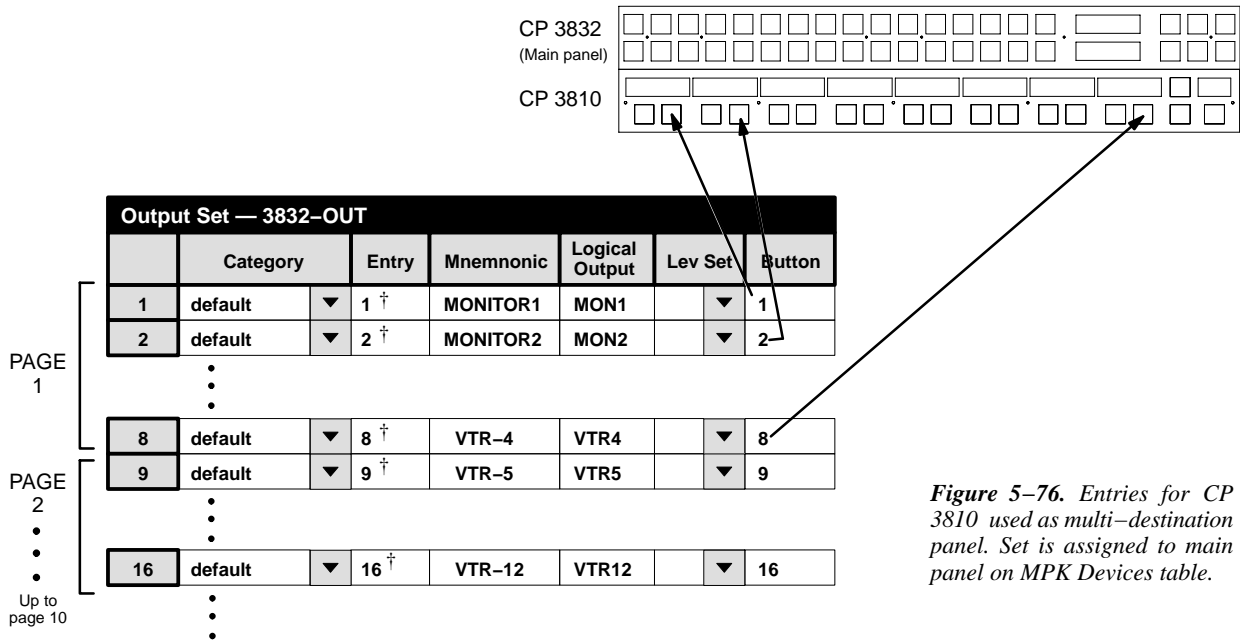 CP 3832
(Main panel)
CP 3810
Output Set — 3832–OUT
Category Entry Mnemnonic Logical Output Lev Set Button
1 default 1 † MONITOR1 MON1 1
2 default 2 † MONITOR2 MON2 2
PAGE
1
8 default 8 † VTR–4 VTR4 8
9 default 9 † VTR–5 VTR5 9
PAGE
2
16 default 16 † VTR–12 VTR12 16
Up to
page 10
Figure 5–76. Entries for CP
3810 used as multi–destination
panel. Set is assigned to main
panel on MPK Devices table.